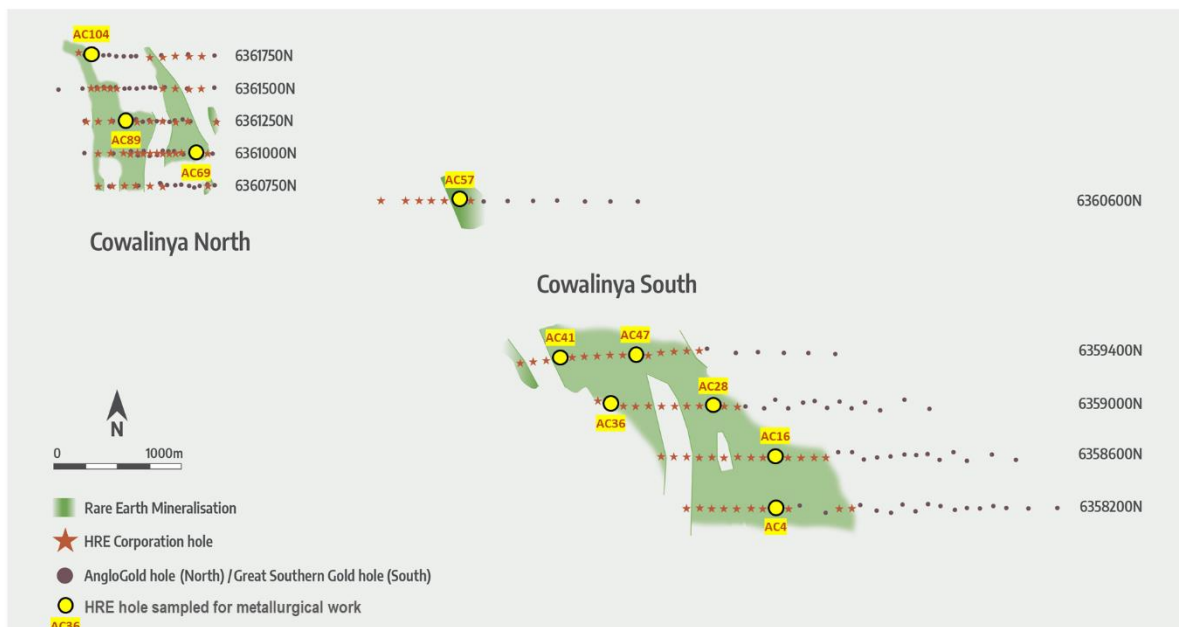 AC104
6361750N
6361500N
6361250N
AC89
6361000N
AC69
6360750N
AC57
6360600N
Cowalinya North
Cowalinya South
AC41
AC47
6359400N
AC28
6359000N
AC36
AC16
6358600N
6358200N
AC4
N
0 1000m
Rare Earth Mineralisation
HRE Corporation hole
AngloGold hole (North) / Great Southern Gold hole (South)
HRE hole sampled for metallurgical work
AC36